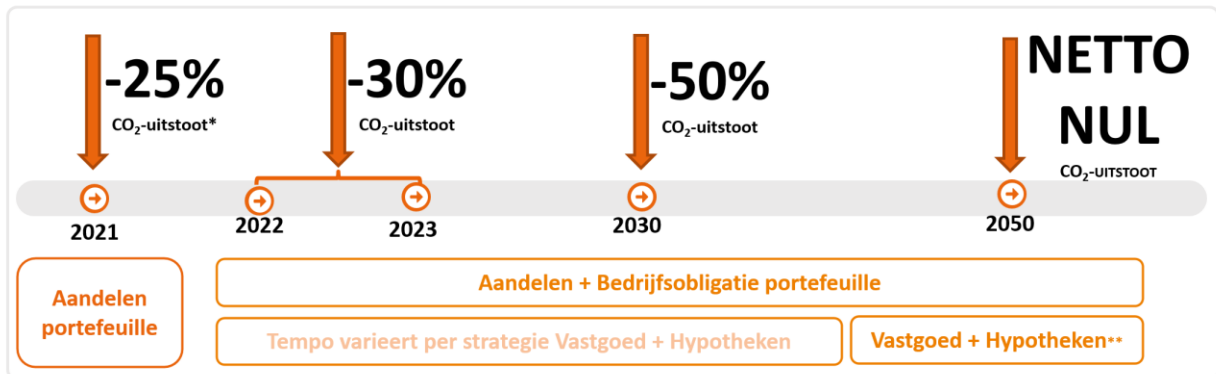 -25%
CO₂-uitstoot*
-30%
CO₂-uitstoot
-50%
CO₂-uitstoot
NETTO
NUL
CO₂-UITSTOOT
2021
2022
2023
2030
2050
Aandelen
portefeuille
Aandelen + Bedrijfsobligatie portefeuille
Tempo varieert per strategie Vastgoed + Hypotheken
Vastgoed + Hypotheken**